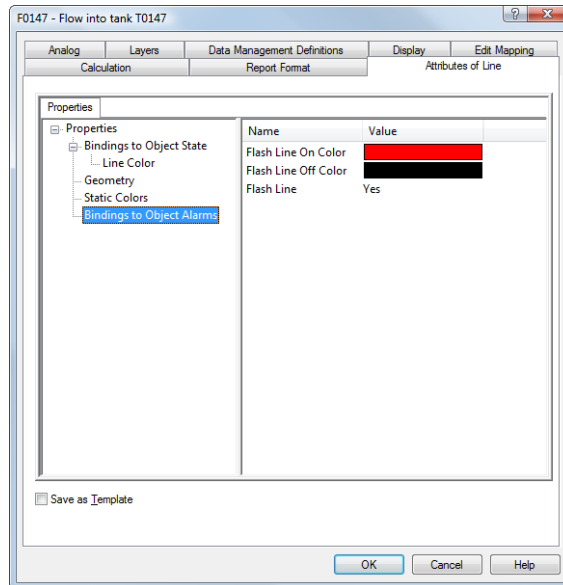 F0147 - Flow into tank T0147
Analog Layers Data Management Definitions Display Edit Mapping
Calculation Report Format Attributes of Line
Properties
Properties
Bindings to Object State
Line Color
Geometry
Static Colors
Bindings to Object Alarms
Name Value
Flash Line On Color
Flash Line Off Color
Flash Line Yes
Save as Template
OK Cancel Help